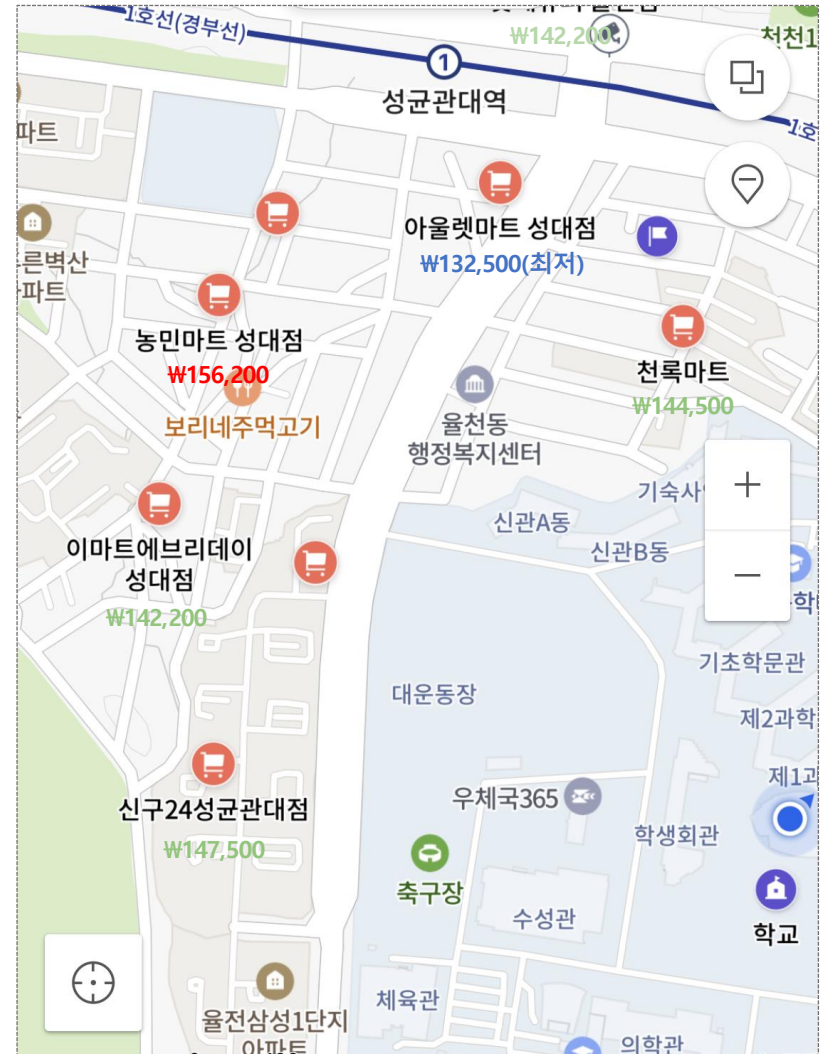 1호선(경부선)
₩142,200
천천1
1
성균관대역
1호
파트
아울렛마트 성대점
₩132,500(최저)
른벽산
파트
농민마트 성대점
₩156,200
천록마트
₩144,500
보리네주먹고기
율천동
행정복지센터
기숙사
신관A동
신관B동
이마트에브리데이
성대점
₩142,200
학
기초학문관
대운동장
제2과학
제1과
신구24성균관대점
₩147,500
우체국365
학생회관
축구장
수성관
학교
체육관
율전삼성1단지
아파트
의학관